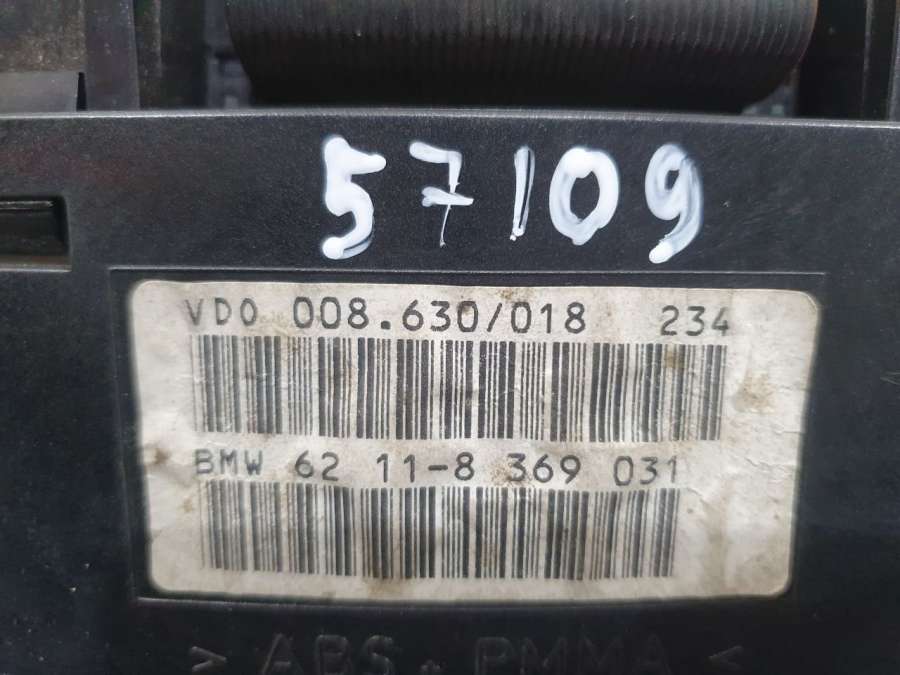 57109
VDO 008.630/018 234
BMW 62 11-8 369 031
> ABS + PMMA <